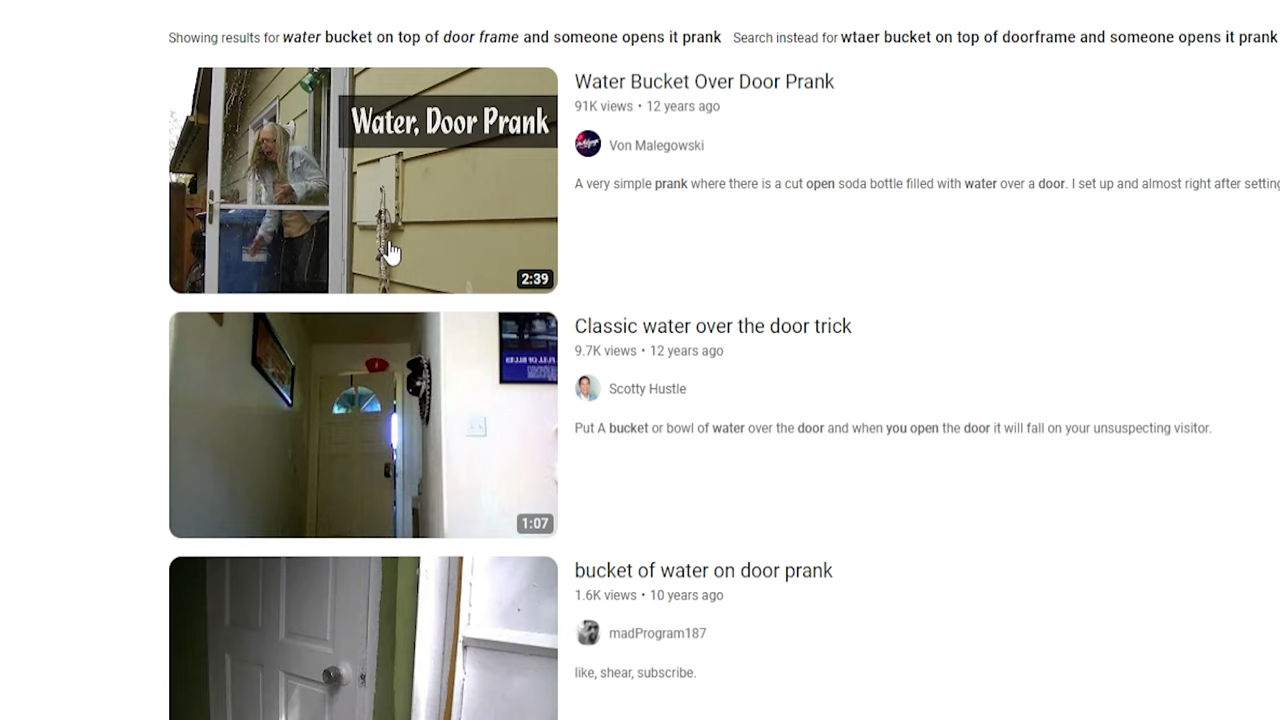 Showing results for water bucket on top of door frame and someone opens it prank Search instead for wtaer bucket on top of doorframe and someone opens it prank
Water, Door Prank
2:39
Water Bucket Over Door Prank
91K views • 12 years ago
Von Malegowski
A very simple prank where there is a cut open soda bottle filled with water over a door. I set up and almost right after setting
1:07
Classic water over the door trick
9.7K views • 12 years ago
Scotty Hustle
Put A bucket or bowl of water over the door and when you open the door it will fall on your unsuspecting visitor.
bucket of water on door prank
1.6K views • 10 years ago
madProgram187
like, shear, subscribe.